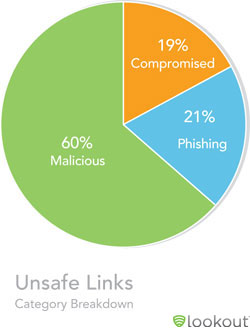 19%
Compromised
21%
Phishing
60%
Malicious
Unsafe Links
Category Breakdown
lookout